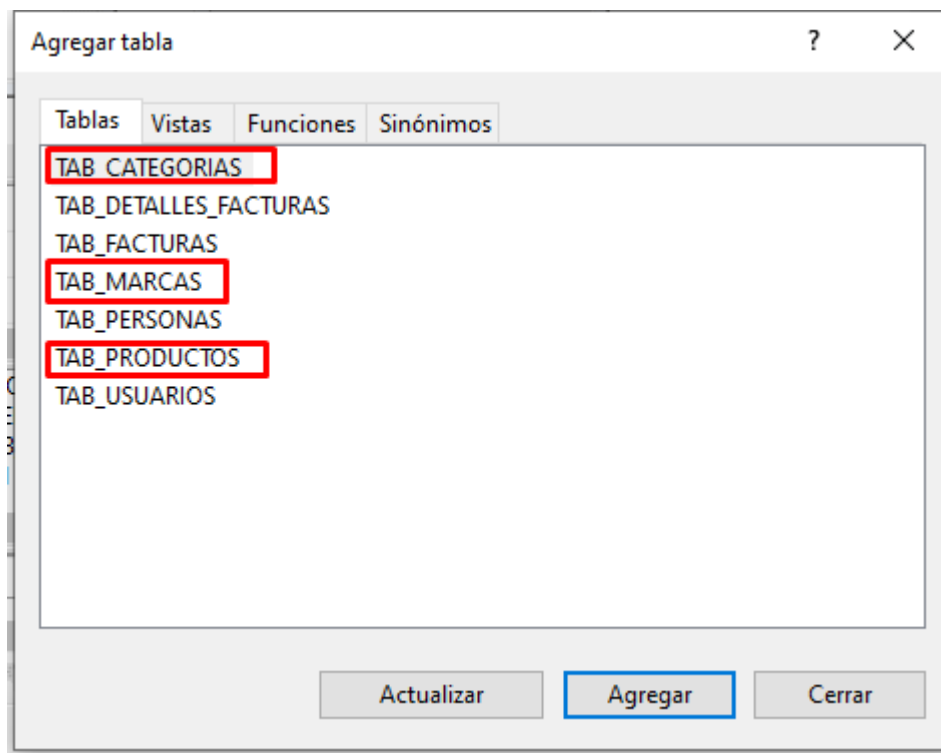 Agregar tabla ?
Tablas Vistas Funciones Sinónimos
TAB_CATEGORIAS
TAB_DETALLES_FACTURAS
TAB_FACTURAS
TAB_MARCAS
TAB_PERSONAS
TAB_PRODUCTOS
TAB_USUARIOS
Actualizar Agregar Cerrar